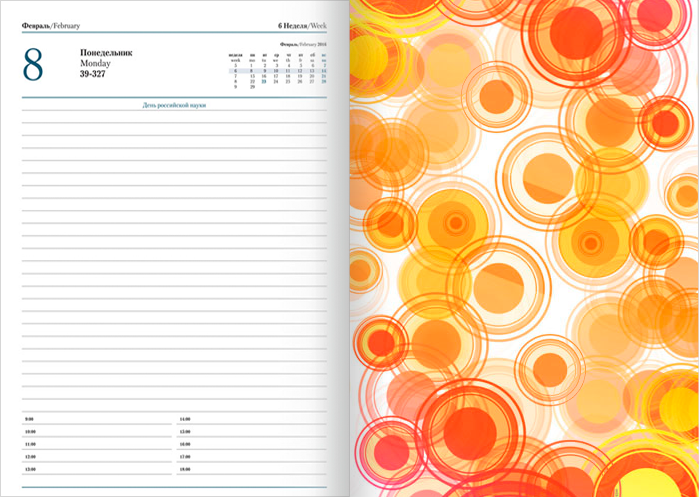 Февраль/February 6 Неделя/Week
8
Понедельник
Monday
39-327
Февраль/February
неделя пн вт ср чт пт сб вс
week mo tu we th fr sa su
5 1 2 3 4 5 6 7
6 8 9 10 11 12 13 14
7 15 16 17 18 19 20 21
8 22 23 24 25 26 27 28
9 29
День российской науки
9:00 14:00
10:00 15:00
11:00 16:00
12:00 17:00
13:00